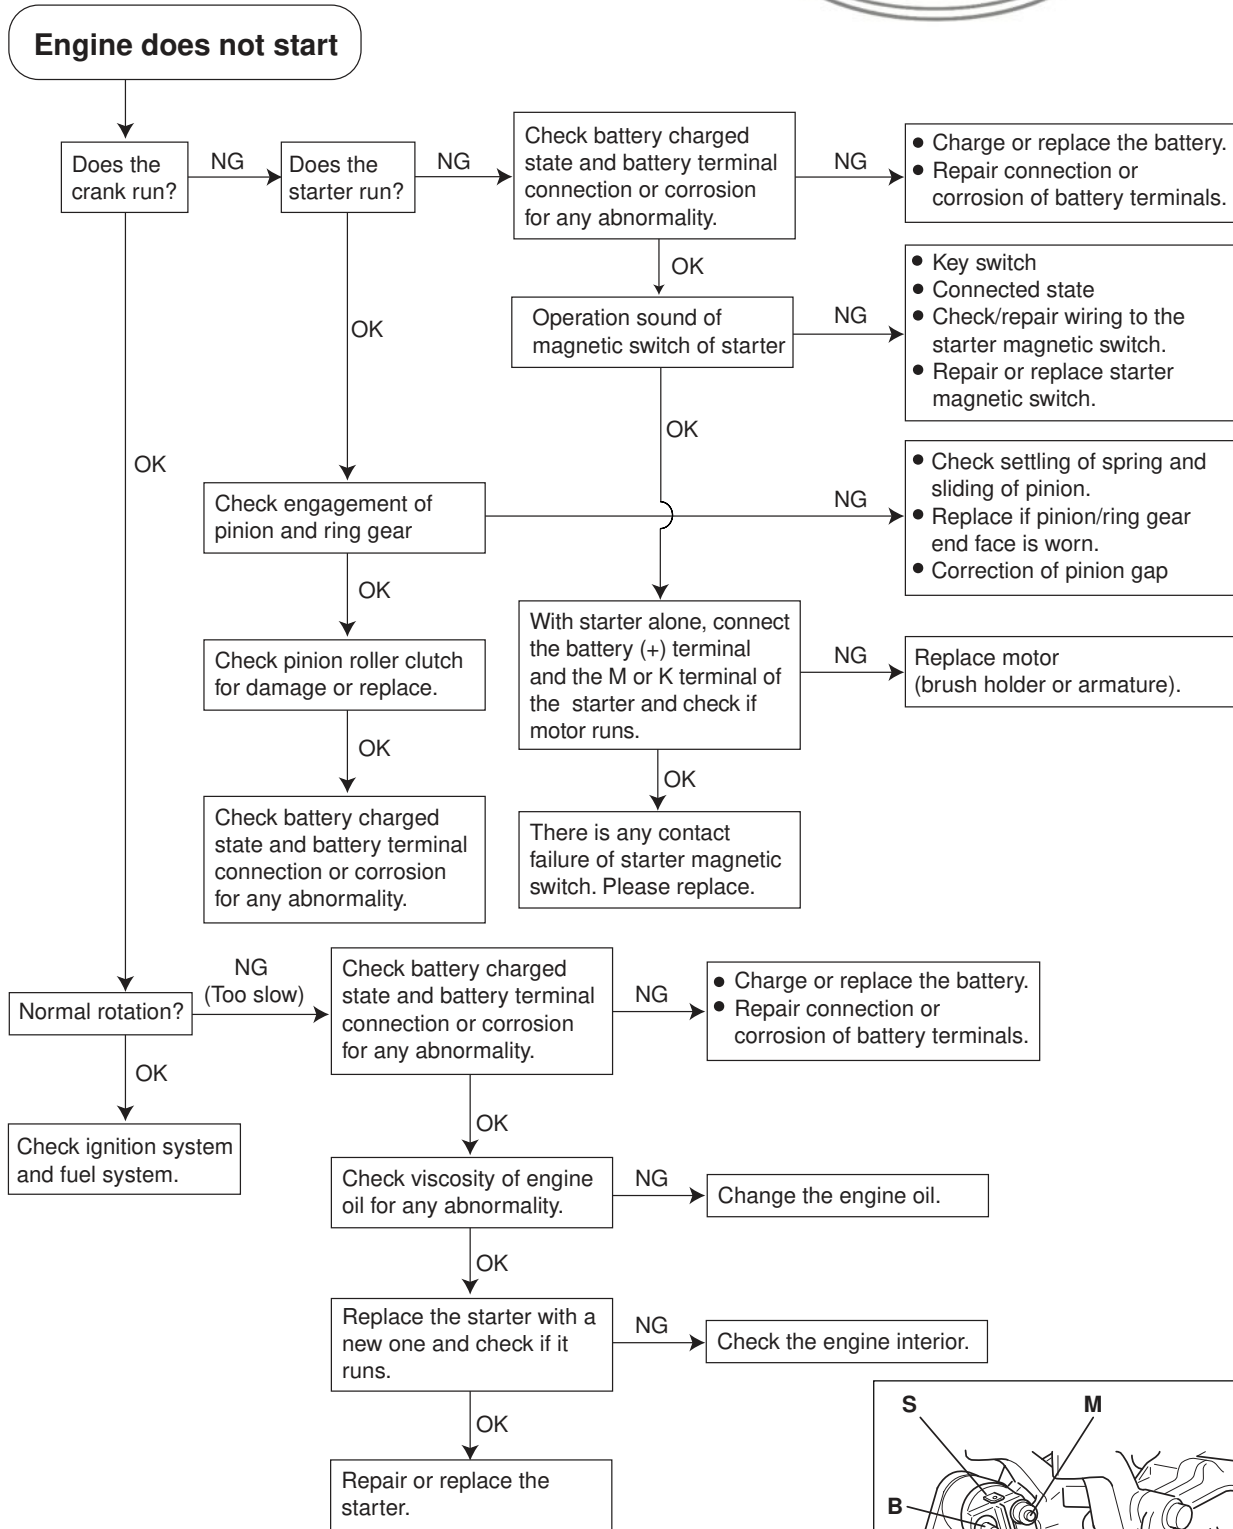 Engine does not start
Does the
crank run?
NG
Does the
starter run?
NG
Check battery charged
state and battery terminal
connection or corrosion
for any abnormality.
NG
● Charge or replace the battery.
● Repair connection or
corrosion of battery terminals.
OK
Operation sound of
magnetic switch of starter
NG
● Key switch
● Connected state
● Check/repair wiring to the
starter magnetic switch.
● Repair or replace starter
magnetic switch.
OK
OK
OK
Check engagement of
pinion and ring gear
NG
● Check settling of spring and
sliding of pinion.
● Replace if pinion/ring gear
end face is worn.
● Correction of pinion gap
OK
Check pinion roller clutch
for damage or replace.
OK
Check battery charged
state and battery terminal
connection or corrosion
for any abnormality.
With starter alone, connect
the battery (+) terminal
and the M or K terminal of
the starter and check if
motor runs.
NG
Replace motor
(brush holder or armature).
OK
There is any contact
failure of starter magnetic
switch. Please replace.
Normal rotation?
NG
(Too slow)
Check battery charged
state and battery terminal
connection or corrosion
for any abnormality.
NG
● Charge or replace the battery.
● Repair connection or
corrosion of battery terminals.
OK
Check ignition system
and fuel system.
OK
Check viscosity of engine
oil for any abnormality.
NG
Change the engine oil.
OK
Replace the starter with a
new one and check if it
runs.
NG
Check the engine interior.
OK
Repair or replace the
starter.
S
M
B